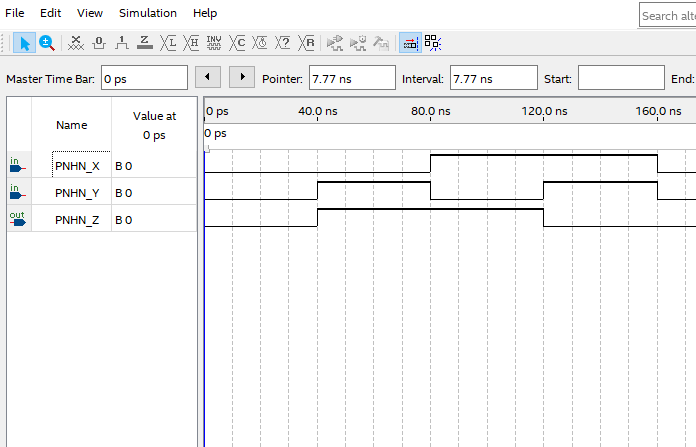 File Edit View Simulation Help
Search alte
Master Time Bar: 0 ps Pointer: 7.77 ns Interval: 7.77 ns Start: End:
Name Value at 0 ps
0 ps 40.0 ns 80.0 ns 120.0 ns 160.0 ns
0 ps
in PNHN_X B 0
in PNHN_Y B 0
out PNHN_Z B 0